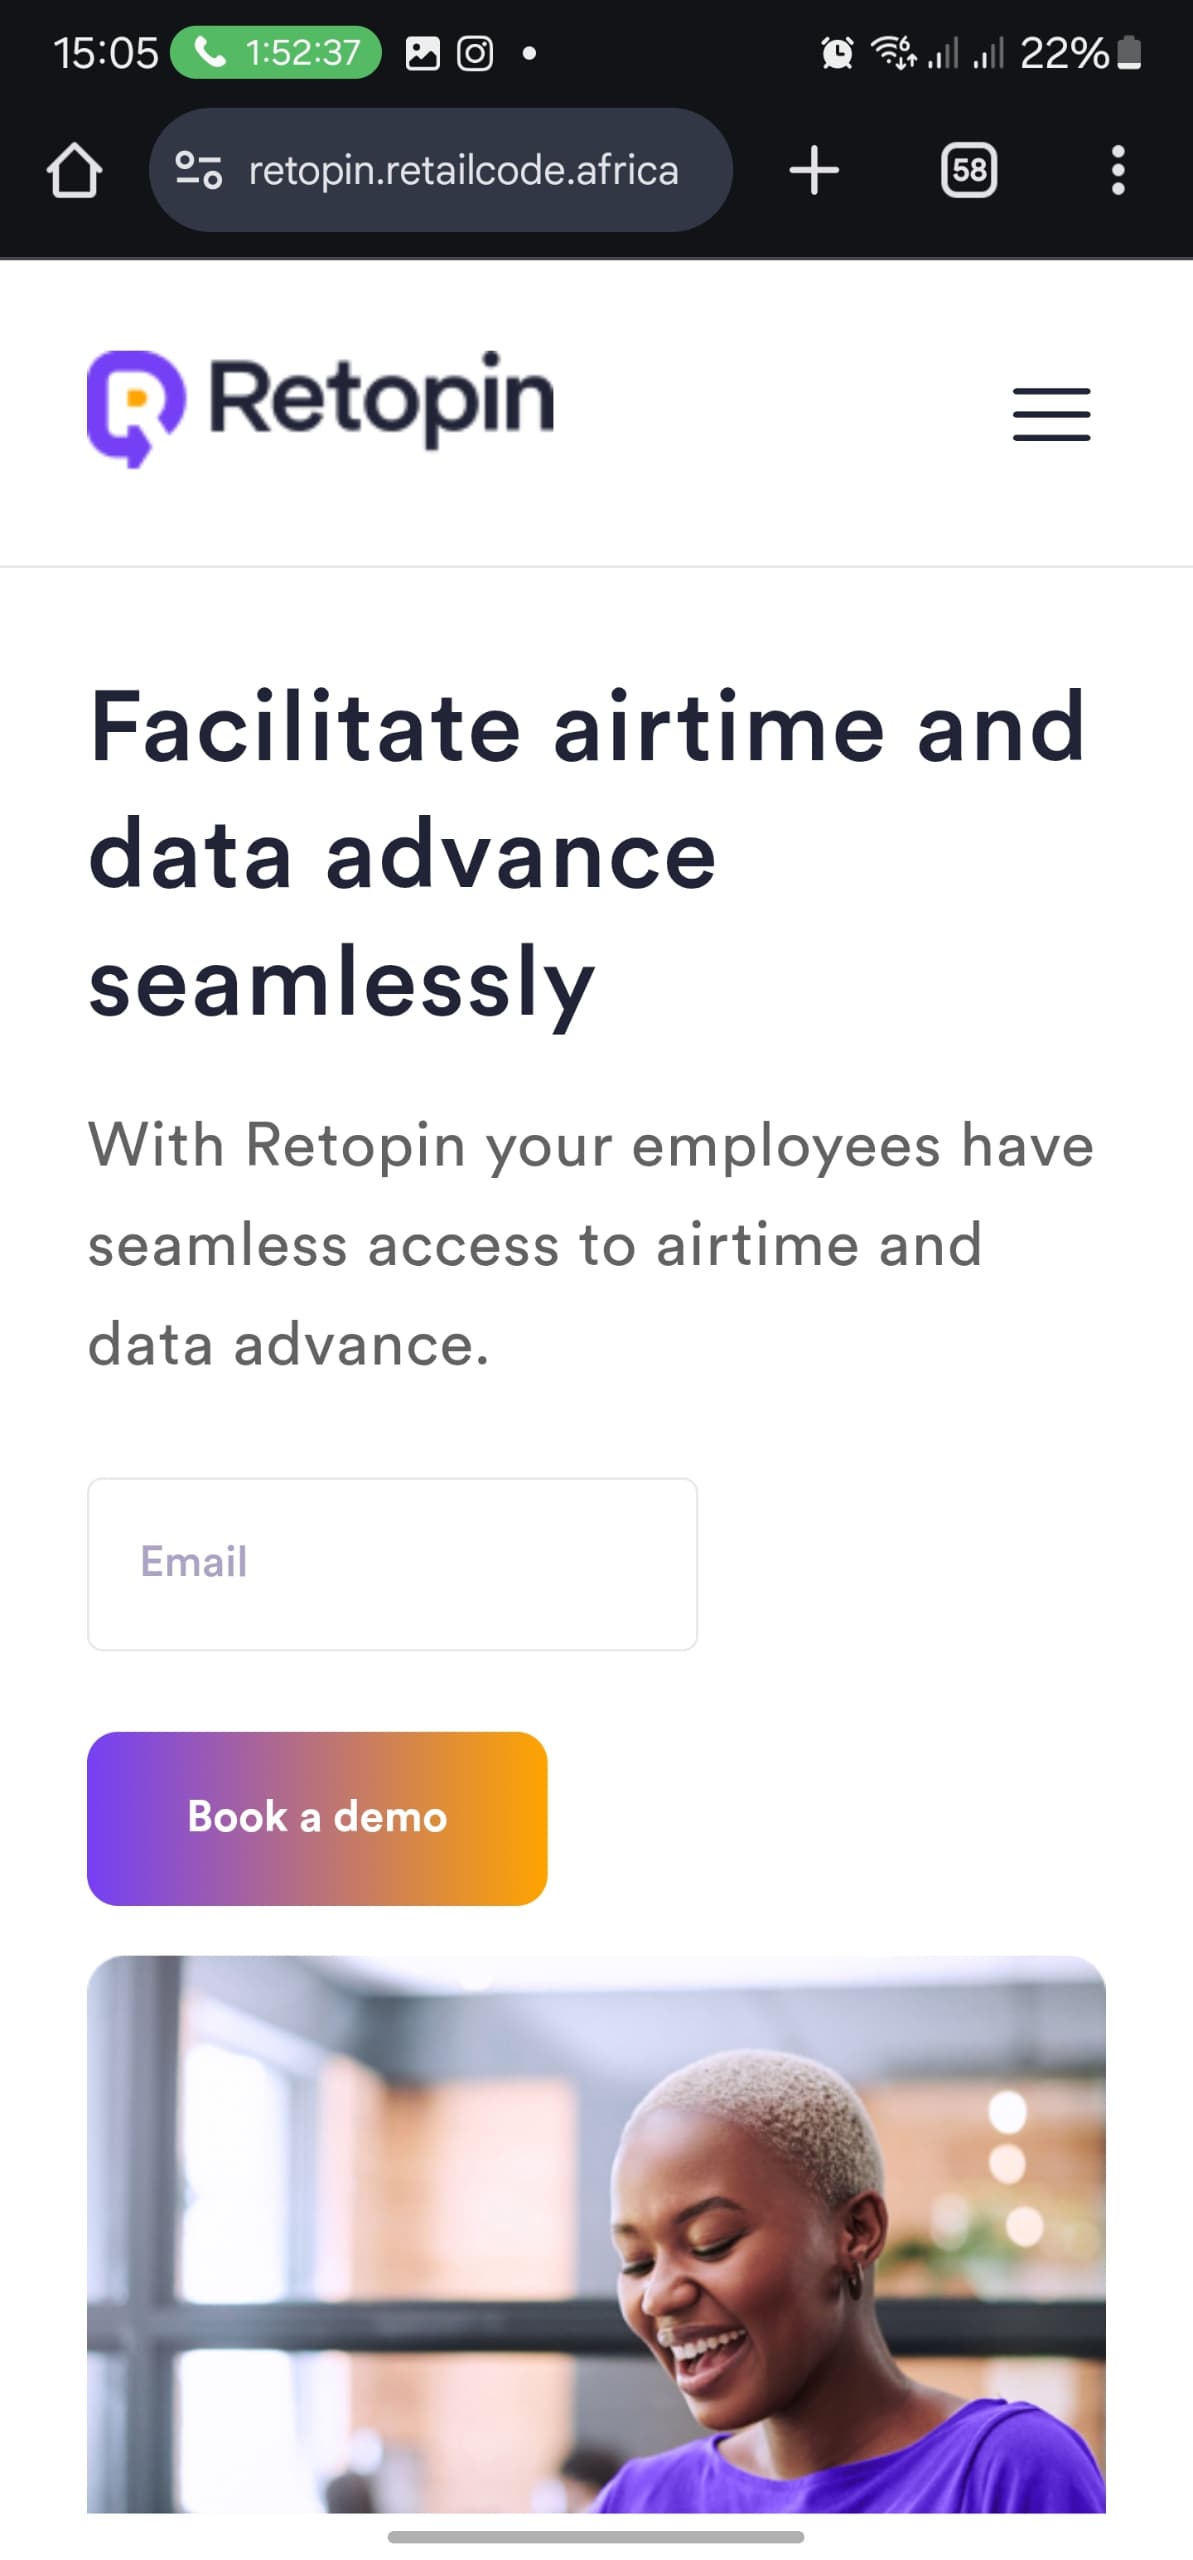 15:05 1:52:37 22%
retopin.retailcode.africa 58
Retopin
Facilitate airtime and
data advance
seamlessly
With Retopin your employees have
seamless access to airtime and
data advance.
Email
Book a demo